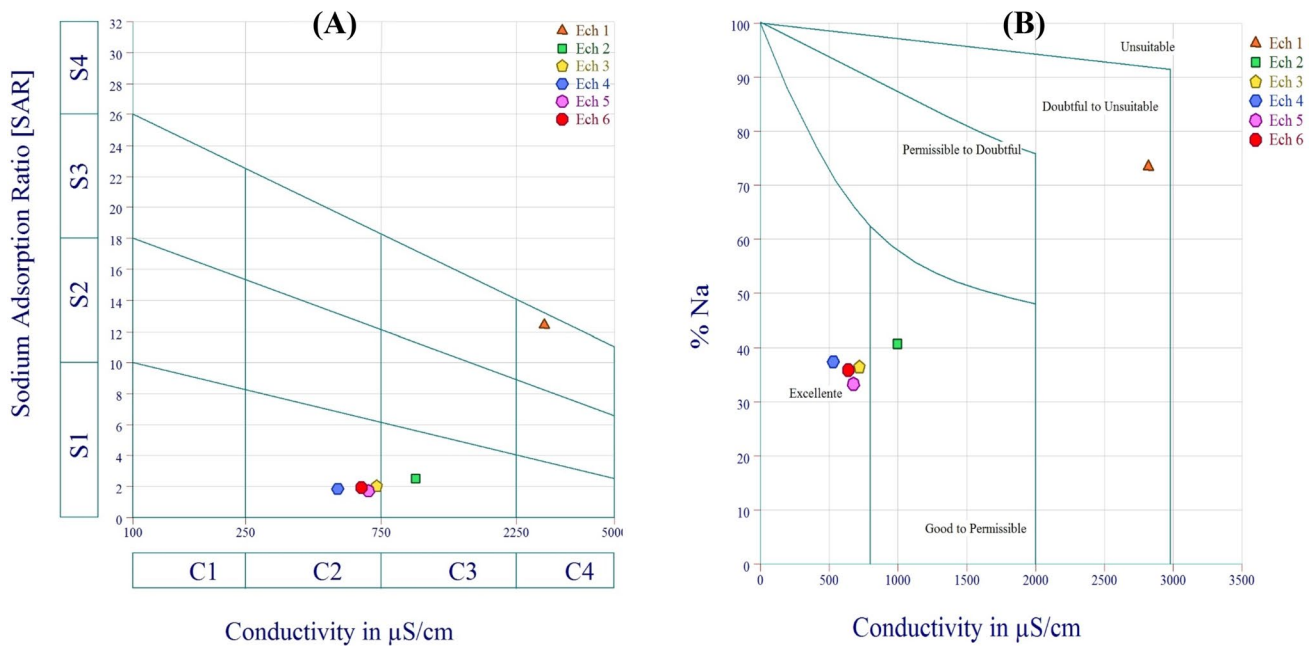 (A)
Sodium Adsorption Ratio [SAR]
S4
S3
S2
S1
32
30
28
26
24
22
20
18
16
14
12
10
8
6
4
2
0
Ech 1
Ech 2
Ech 3
Ech 4
Ech 5
Ech 6
100
250
750
2250
5000
C1
C2
C3
C4
Conductivity in µS/cm
(B)
% Na
100
90
80
70
60
50
40
30
20
10
0
Unsuitable
Doubtful to Unsuitable
Permissible to Doubtful
Excellente
Good to Permissible
Ech 1
Ech 2
Ech 3
Ech 4
Ech 5
Ech 6
0
500
1000
1500
2000
2500
3000
3500
Conductivity in µS/cm